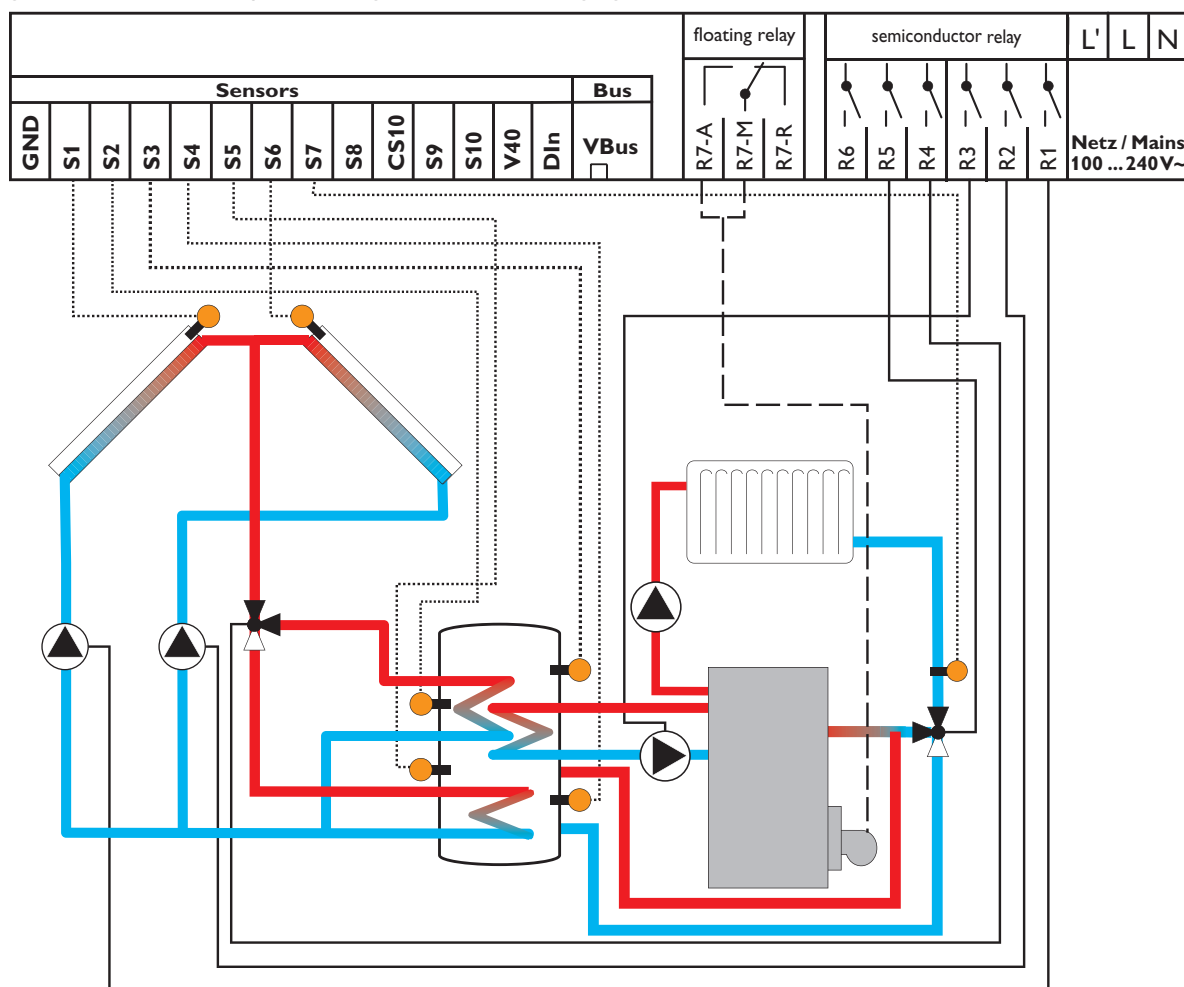 floating relay
semiconductor relay
L' L N
Sensors
Bus
GND
S1
S2
S3
S4
S5
S6
S7
S8
CS10
S9
S10
V40
DIn
VBus
R7-A
R7-M
R7-R
R6
R5
R4
R3
R2
R1
Netz / Mains
100 ... 240 V~